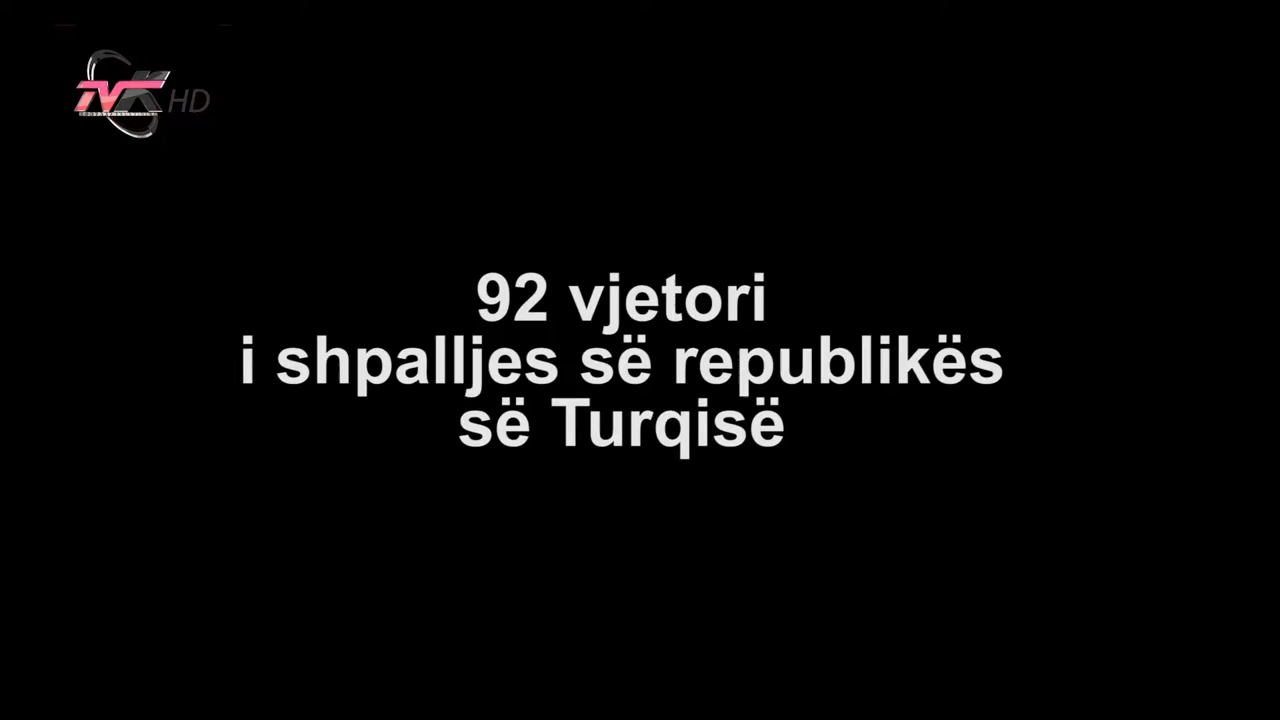 TVK HD
92 vjetori
i shpalljes së republikës
së Turqisë